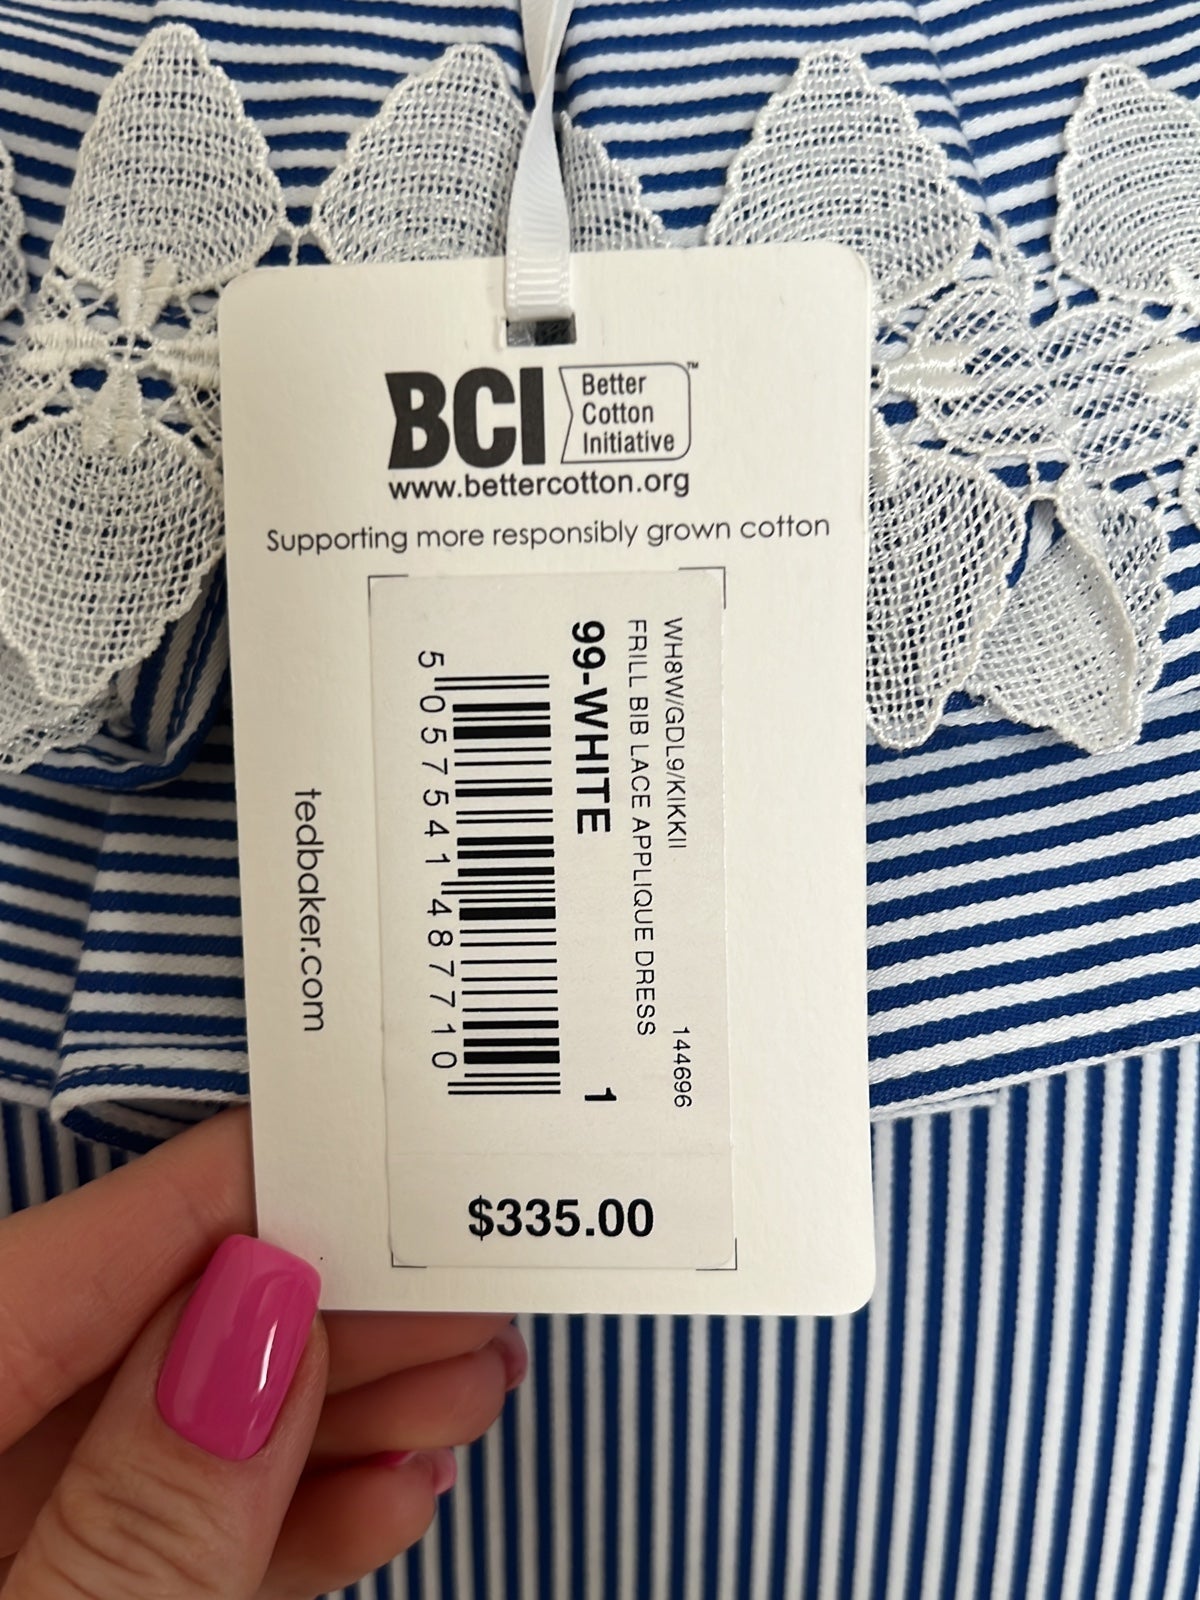 BCI
Better
Cotton
Initiative
™
www.bettercotton.org
Supporting more responsibly grown cotton
WH8W/GDL9/KIKKII
144696
FRILL BIB LACE APPLIQUE DRESS
99-WHITE
1
5 057541 487710
$335.00
tedbaker.com